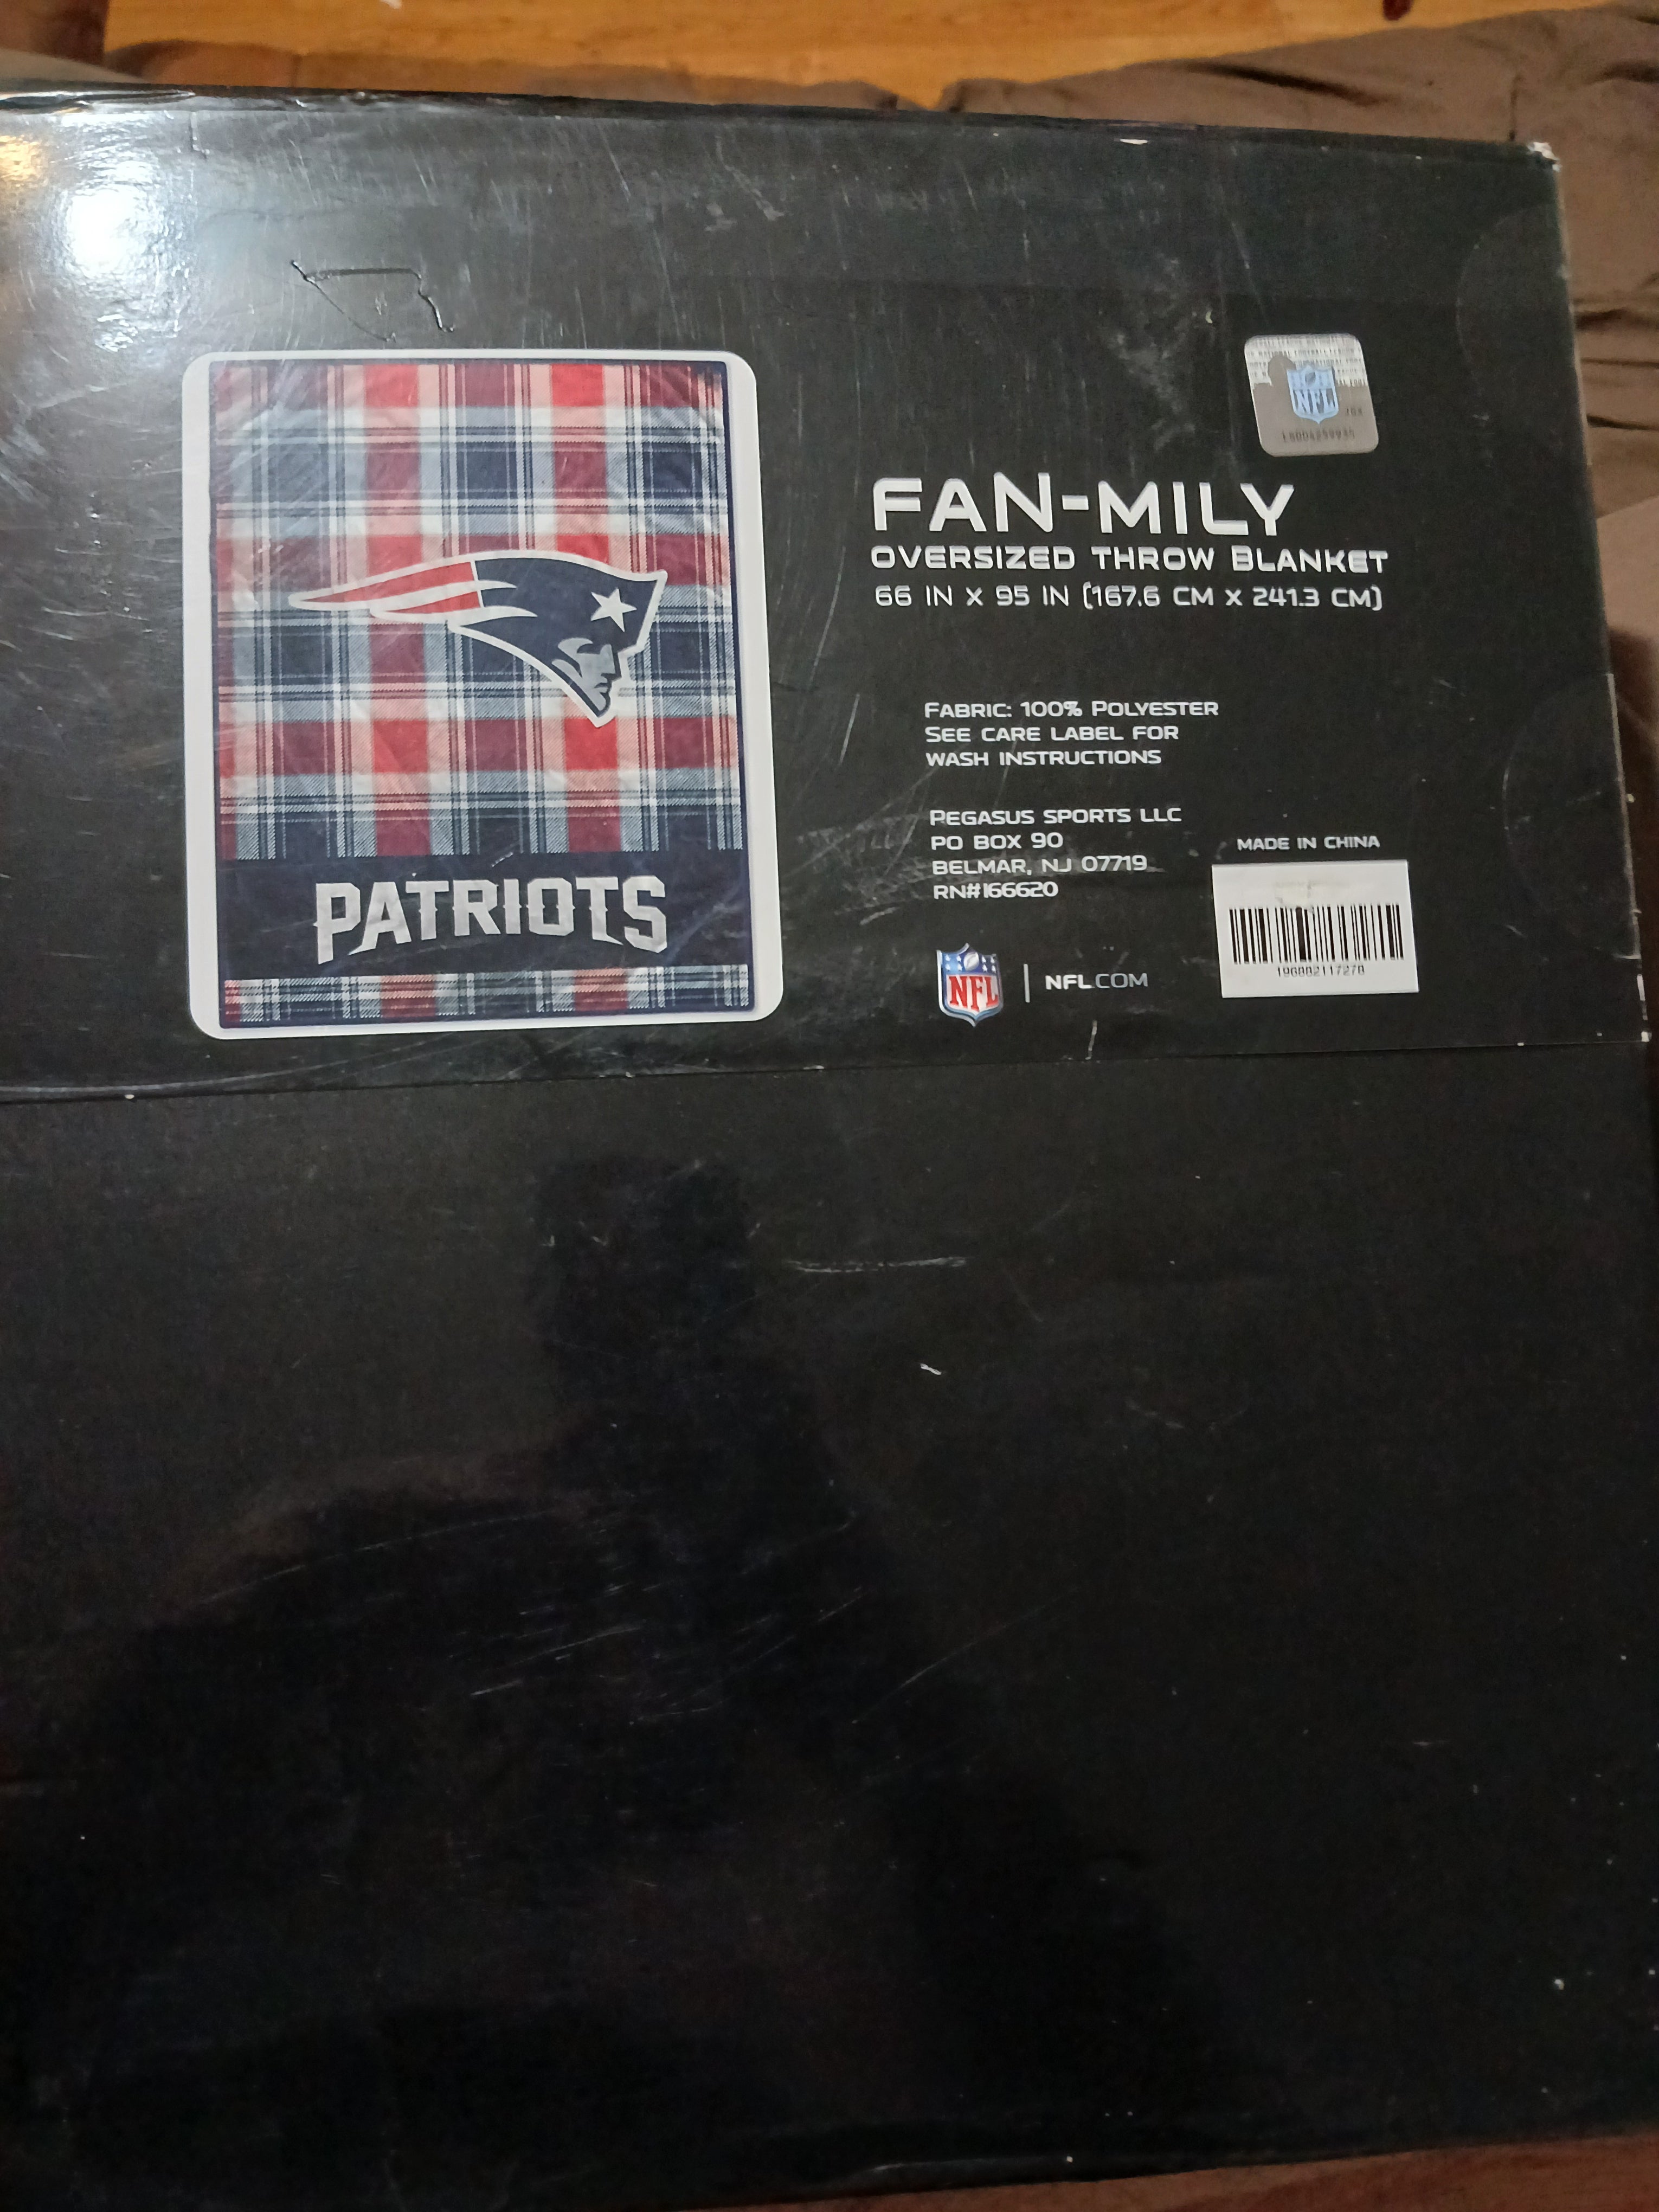 NFL
FAN-MILY
OVERSIZED THROW BLANKET
66 IN X 95 IN (167.6 CM X 241.3 CM)
FABRIC: 100% POLYESTER
SEE CARE LABEL FOR
WASH INSTRUCTIONS
PEGASUS SPORTS LLC
PO BOX 90
BELMAR, NJ 07719
RN#166620
MADE IN CHINA
196882117278
NFL | NFL.COM
PATRIOTS